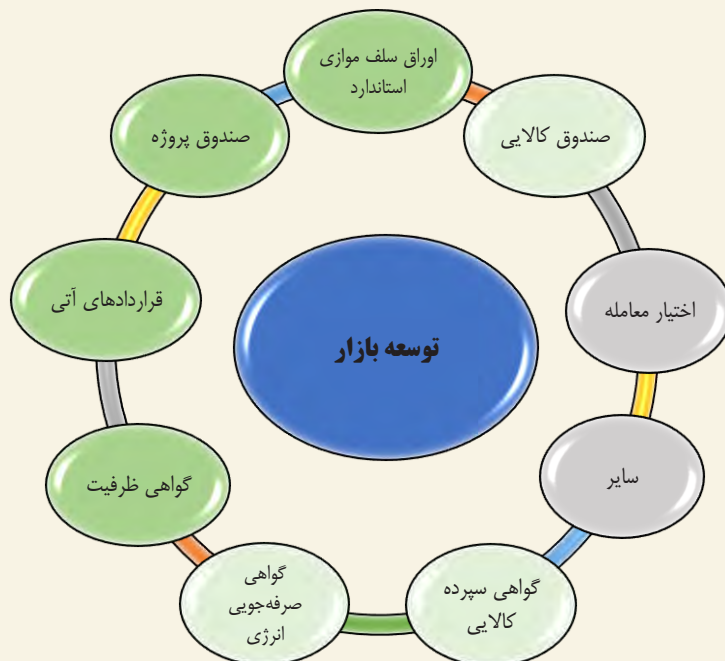 اوراق سلف موازی
استاندارد
صندوق کالایی
اختیار معامله
سایر
گواهی سپرده
کالایی
گواهی
صرفه‌جویی
انرژی
گواهی ظرفیت
قراردادهای آتی
صندوق پروژه
توسعه بازار